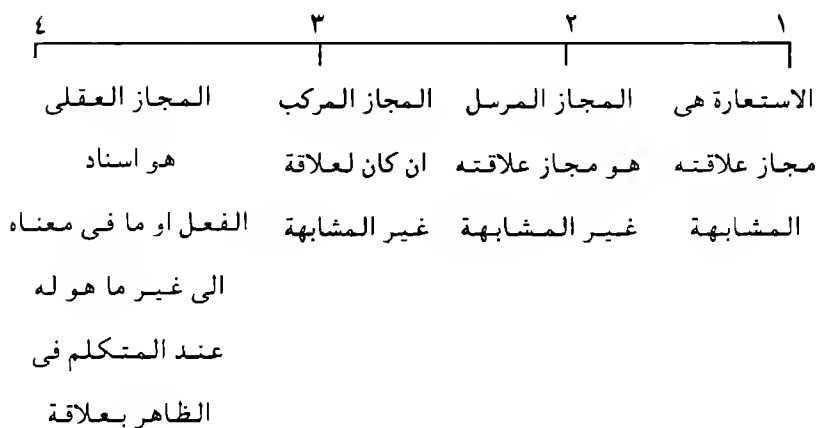 ١ ٢ ٣ ٤
الاستعارة هى
مجاز علاقته
المشابهة
المجاز المرسل
هو مجاز علاقته
غير المشابهة
المجاز المركب
ان كان لعلاقة
غير المشابهة
المجاز العقلى
هو اسناد
الفعل او ما فى معناه
الى غير ما هو له
عند المتكلم فى
الظاهر بعلاقة